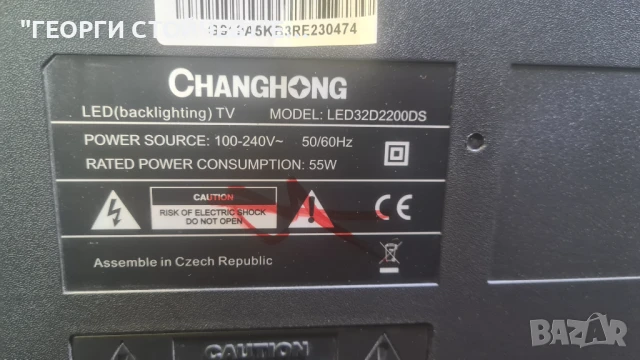 "ГЕОРГИ
CHANGHONG
LED(backlighting) TV MODEL: LED32D2200DS
POWER SOURCE: 100-240V~ 50/60Hz
RATED POWER CONSUMPTION: 55W
CAUTION
RISK OF ELECTRIC SHOCK
DO NOT OPEN
CE
Assemble in Czech Republic
CAUTION
BAZAR